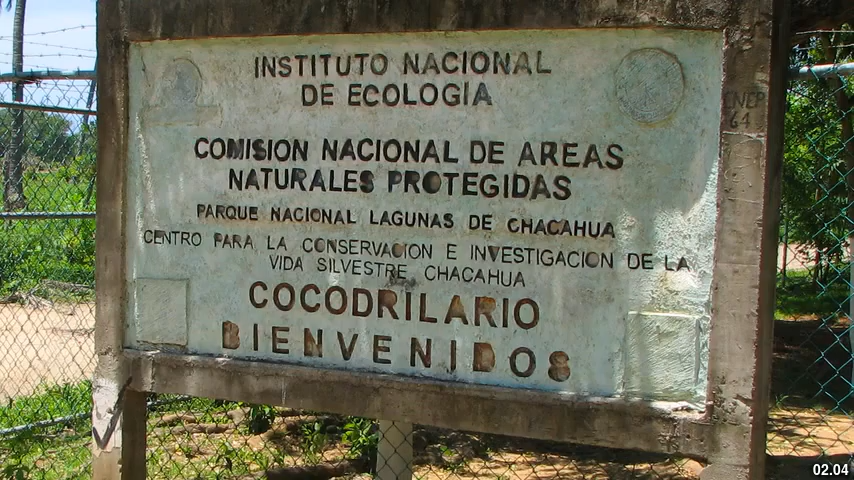 INSTITUTO NACIONAL
DE ECOLOGIA
COMISION NACIONAL DE AREAS
NATURALES PROTEGIDAS
PARQUE NACIONAL LAGUNAS DE CHACAHUA
CENTRO PARA LA CONSERVACION E INVESTIGACION DE LA
VIDA SILVESTRE CHACAHUA
COCODRILARIO
BIENVENIDOS
ENEP
64
02.04